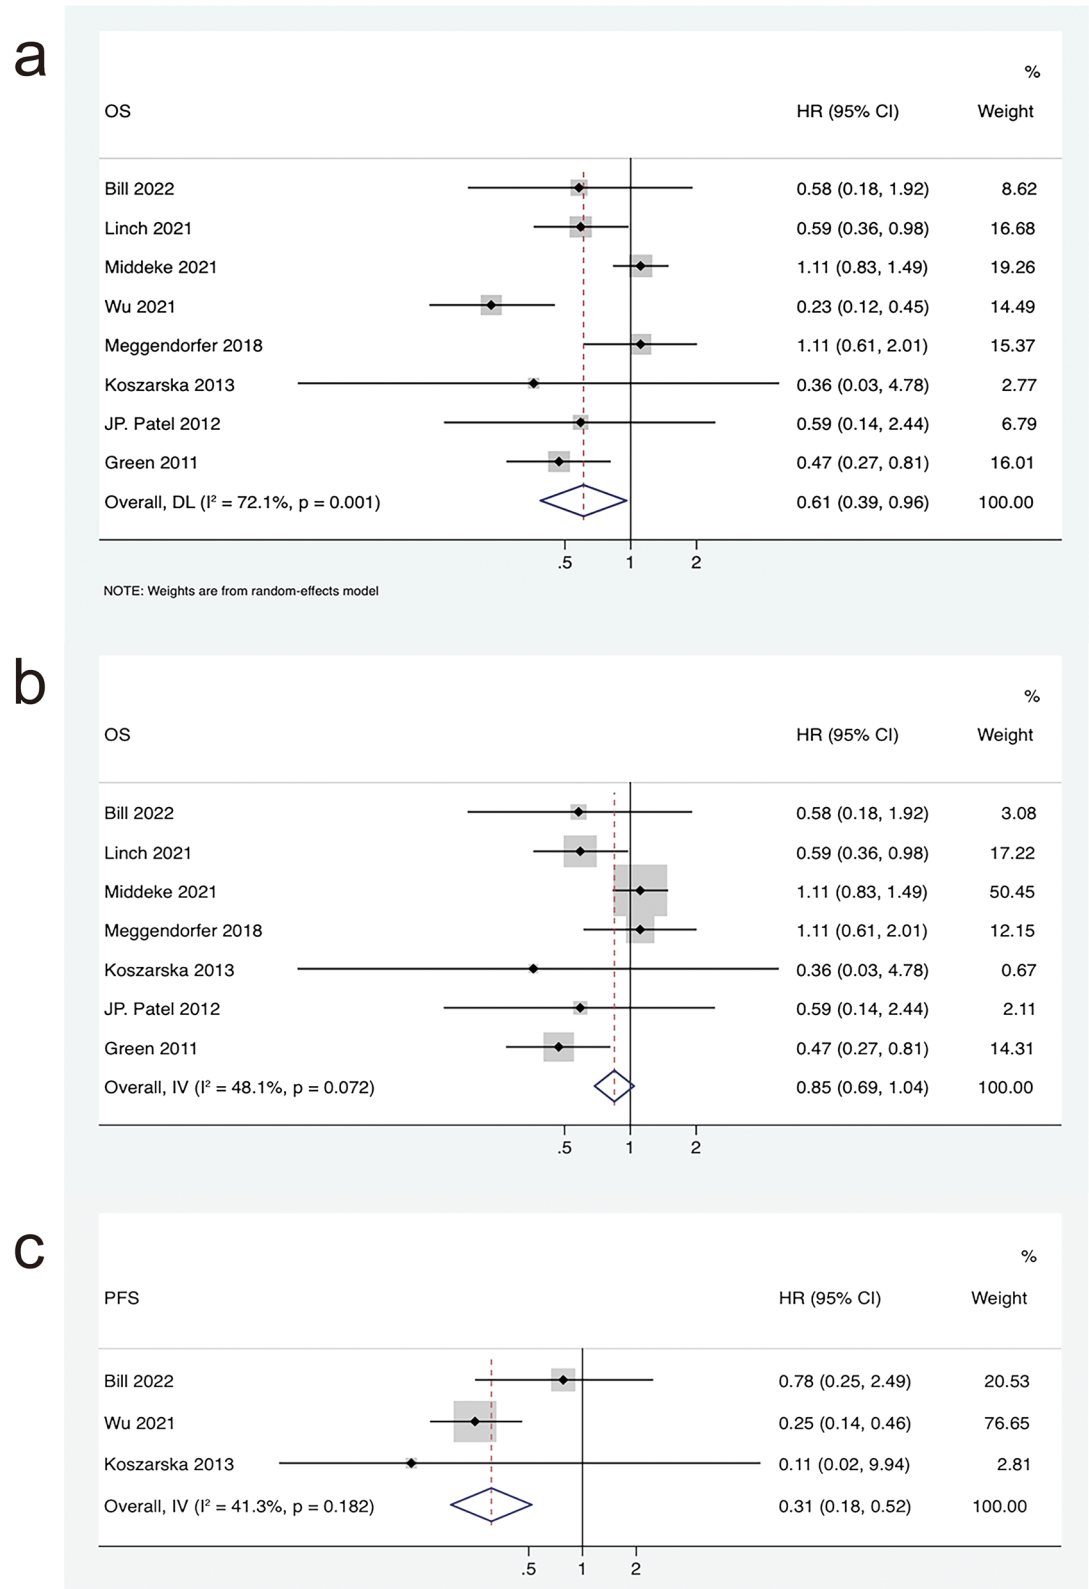 a
%
OS HR (95% CI) Weight
Bill 2022 0.58 (0.18, 1.92) 8.62
Linch 2021 0.59 (0.36, 0.98) 16.68
Middeke 2021 1.11 (0.83, 1.49) 19.26
Wu 2021 0.23 (0.12, 0.45) 14.49
Meggendorfer 2018 1.11 (0.61, 2.01) 15.37
Koszarska 2013 0.36 (0.03, 4.78) 2.77
JP. Patel 2012 0.59 (0.14, 2.44) 6.79
Green 2011 0.47 (0.27, 0.81) 16.01
Overall, DL (I² = 72.1%, p = 0.001) 0.61 (0.39, 0.96) 100.00
.5 1 2
NOTE: Weights are from random-effects model
b
%
OS HR (95% CI) Weight
Bill 2022 0.58 (0.18, 1.92) 3.08
Linch 2021 0.59 (0.36, 0.98) 17.22
Middeke 2021 1.11 (0.83, 1.49) 50.45
Meggendorfer 2018 1.11 (0.61, 2.01) 12.15
Koszarska 2013 0.36 (0.03, 4.78) 0.67
JP. Patel 2012 0.59 (0.14, 2.44) 2.11
Green 2011 0.47 (0.27, 0.81) 14.31
Overall, IV (I² = 48.1%, p = 0.072) 0.85 (0.69, 1.04) 100.00
.5 1 2
c
%
PFS HR (95% CI) Weight
Bill 2022 0.78 (0.25, 2.49) 20.53
Wu 2021 0.25 (0.14, 0.46) 76.65
Koszarska 2013 0.11 (0.02, 9.94) 2.81
Overall, IV (I² = 41.3%, p = 0.182) 0.31 (0.18, 0.52) 100.00
.5 1 2